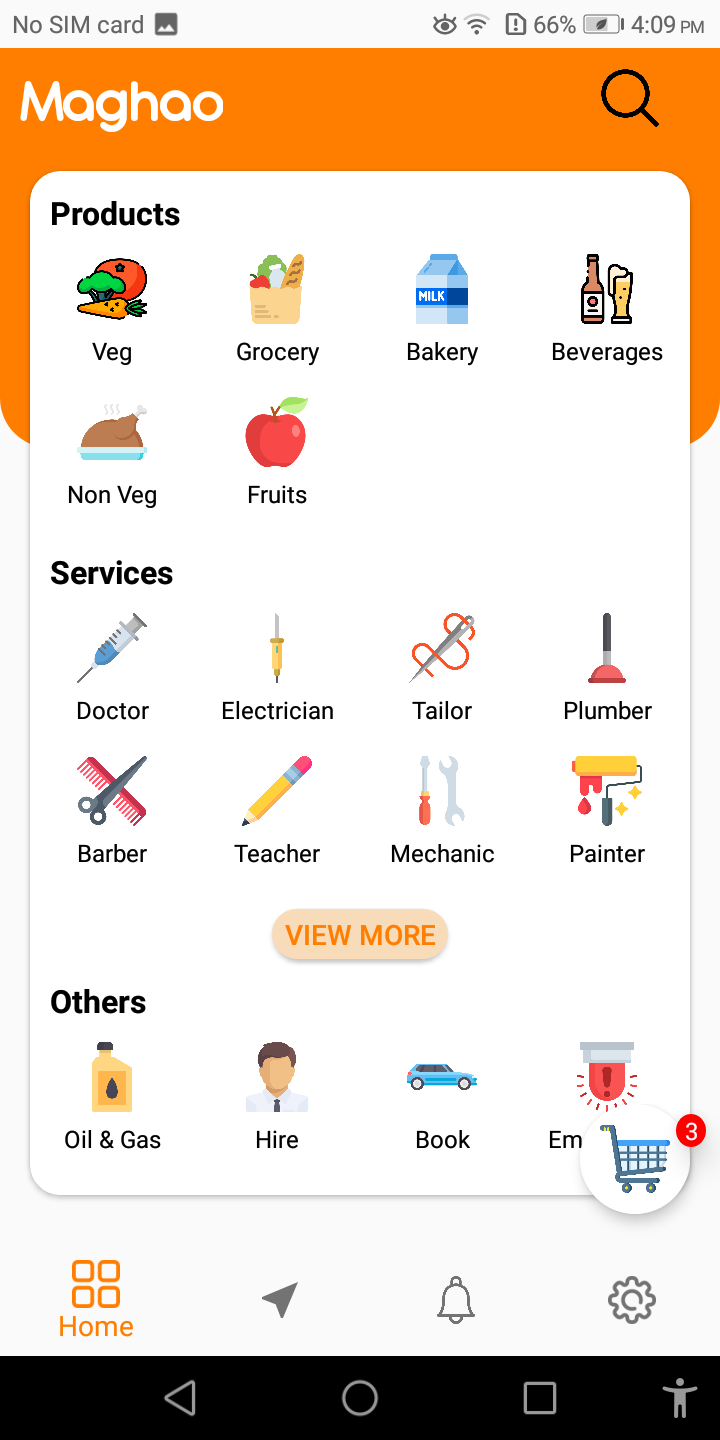 No SIM card 66% 4:09 PM
Maghao
Products
MILK
Veg Grocery Bakery Beverages
Non Veg Fruits
Services
Doctor Electrician Tailor Plumber
Barber Teacher Mechanic Painter
VIEW MORE
Others
Oil & Gas Hire Book Em
3
Home